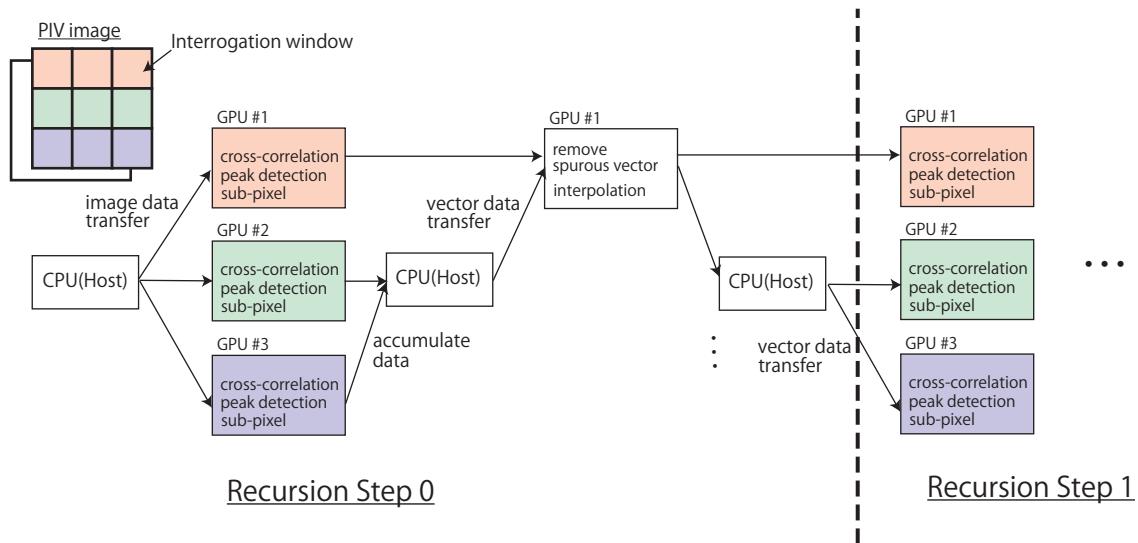 PIV image
Interrogation window
GPU #1
cross-correlation
peak detection
sub-pixel
image data
transfer
GPU #2
cross-correlation
peak detection
sub-pixel
CPU(Host)
GPU #3
cross-correlation
peak detection
sub-pixel
CPU(Host)
accumulate
data
vector data
transfer
GPU #1
remove
spurous vector
interpolation
CPU(Host)
vector data
transfer
Recursion Step 0
GPU #1
cross-correlation
peak detection
sub-pixel
GPU #2
cross-correlation
peak detection
sub-pixel
GPU #3
cross-correlation
peak detection
sub-pixel
Recursion Step 1